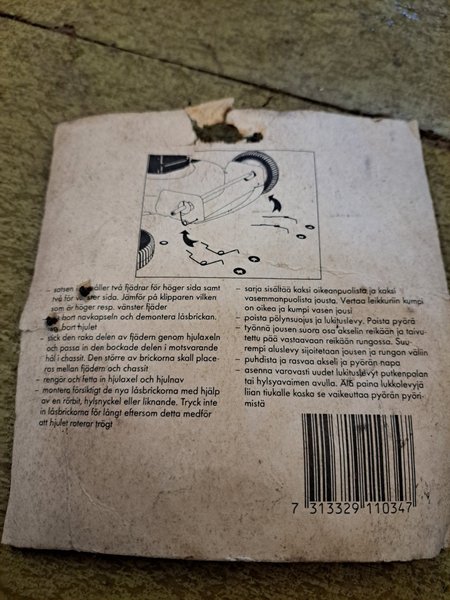 – satsen innehåller två fjädrar för höger sida samt
två för vänster sida. Jämför på klipparen vilken
som är höger resp. vänster fjäder
bort navkapseln och demontera låsbrickan.
bort hjulet
– stick den raka delen av fjädern genom hjulaxeln
och passa in den bockade delen i motsvarande
hål i chassit. Den större av brickorna skall place-
ras mellan fjädern och chassit
– rengör och fetta in hjulaxel och hjulnav
– montera försiktigt de nya låsbrickorna med hjälp
av en rörbit, hylsnyckel eller liknande. Tryck inte
in låsbrickorna för långt eftersom detta medför
att hjulet roterar trögt
– sarja sisältää kaksi oikeanpuolista ja kaksi
vasemmanpuolista jousta. Vertaa leikkuriin kumpi
on oikea ja kumpi vasen jousi
– poista pölynsuojus ja lukituslevy. Poista pyörä
– työnnä jousen suora osa akselin reikään ja taivu-
tettu pää vastaavaan reikään rungossa. Suu-
rempi aluslevy sijoitetaan jousen ja rungon väliin
– puhdista ja rasvaa akseli ja pyörän napa
– asenna varavasti uudet lukituslevyt putkenpalan
tai hylsyavaimen avulla. Älä paina lukkolevyjä
liian tiukalle koska se vaikeuttaa pyörän pyöri-
mistä
7 313329 110347